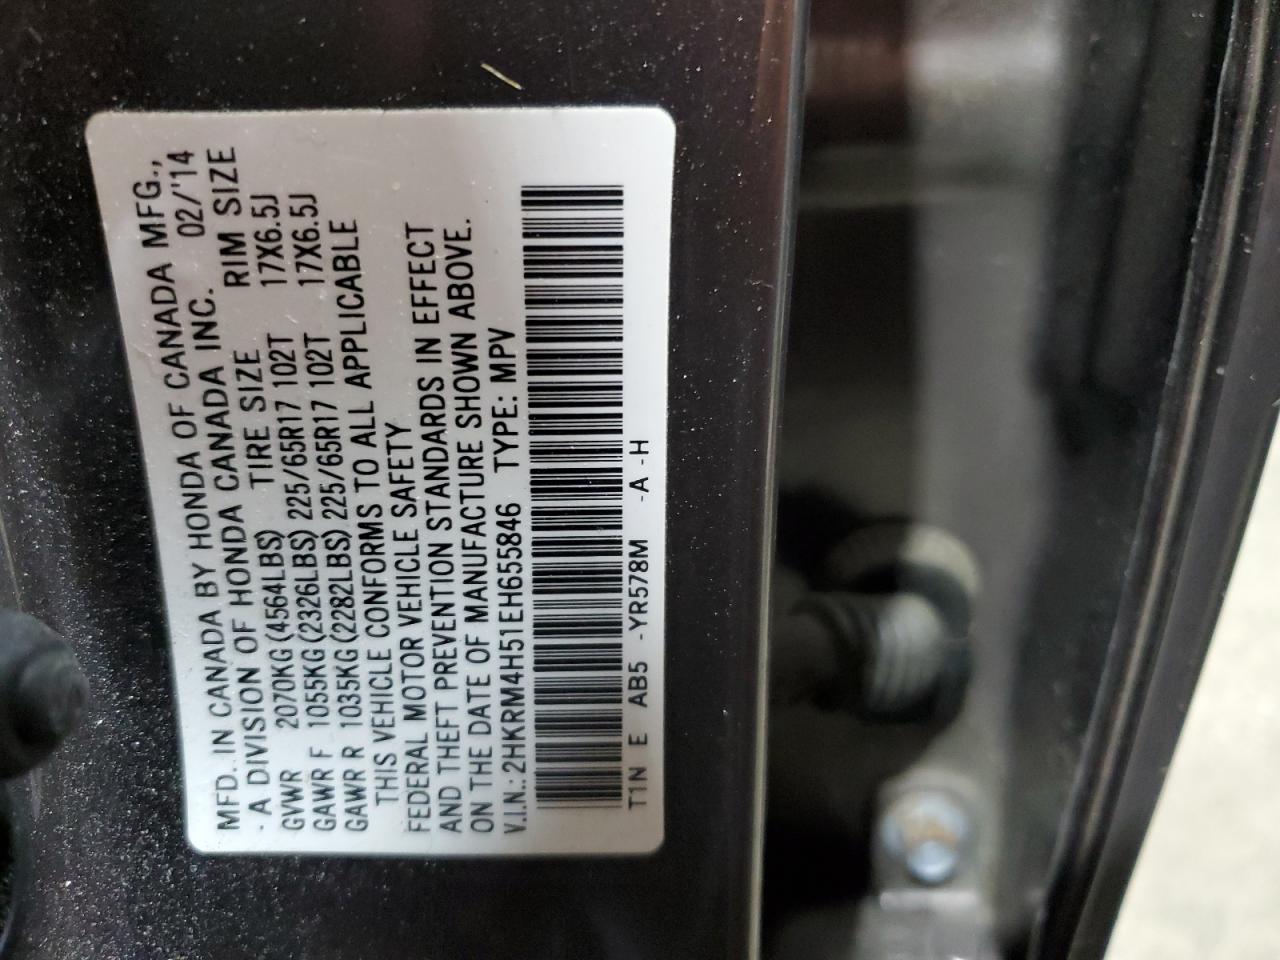 MFD. IN CANADA BY HONDA OF CANADA MFG.,
- A DIVISION OF HONDA CANADA INC. 02/'14
GVWR 2070KG(4564LBS) TIRE SIZE RIM SIZE
GAWR F 1055KG(2326LBS) 225/65R17 102T 17X6.5J
GAWR R 1035KG(2282LBS) 225/65R17 102T 17X6.5J
THIS VEHICLE CONFORMS TO ALL APPLICABLE
FEDERAL MOTOR VEHICLE SAFETY
AND THEFT PREVENTION STANDARDS IN EFFECT
ON THE DATE OF MANUFACTURE SHOWN ABOVE.
V.I.N.: 2HKRM4H51EH655846 TYPE: MPV
T1N E AB5 -YR578M -A -H